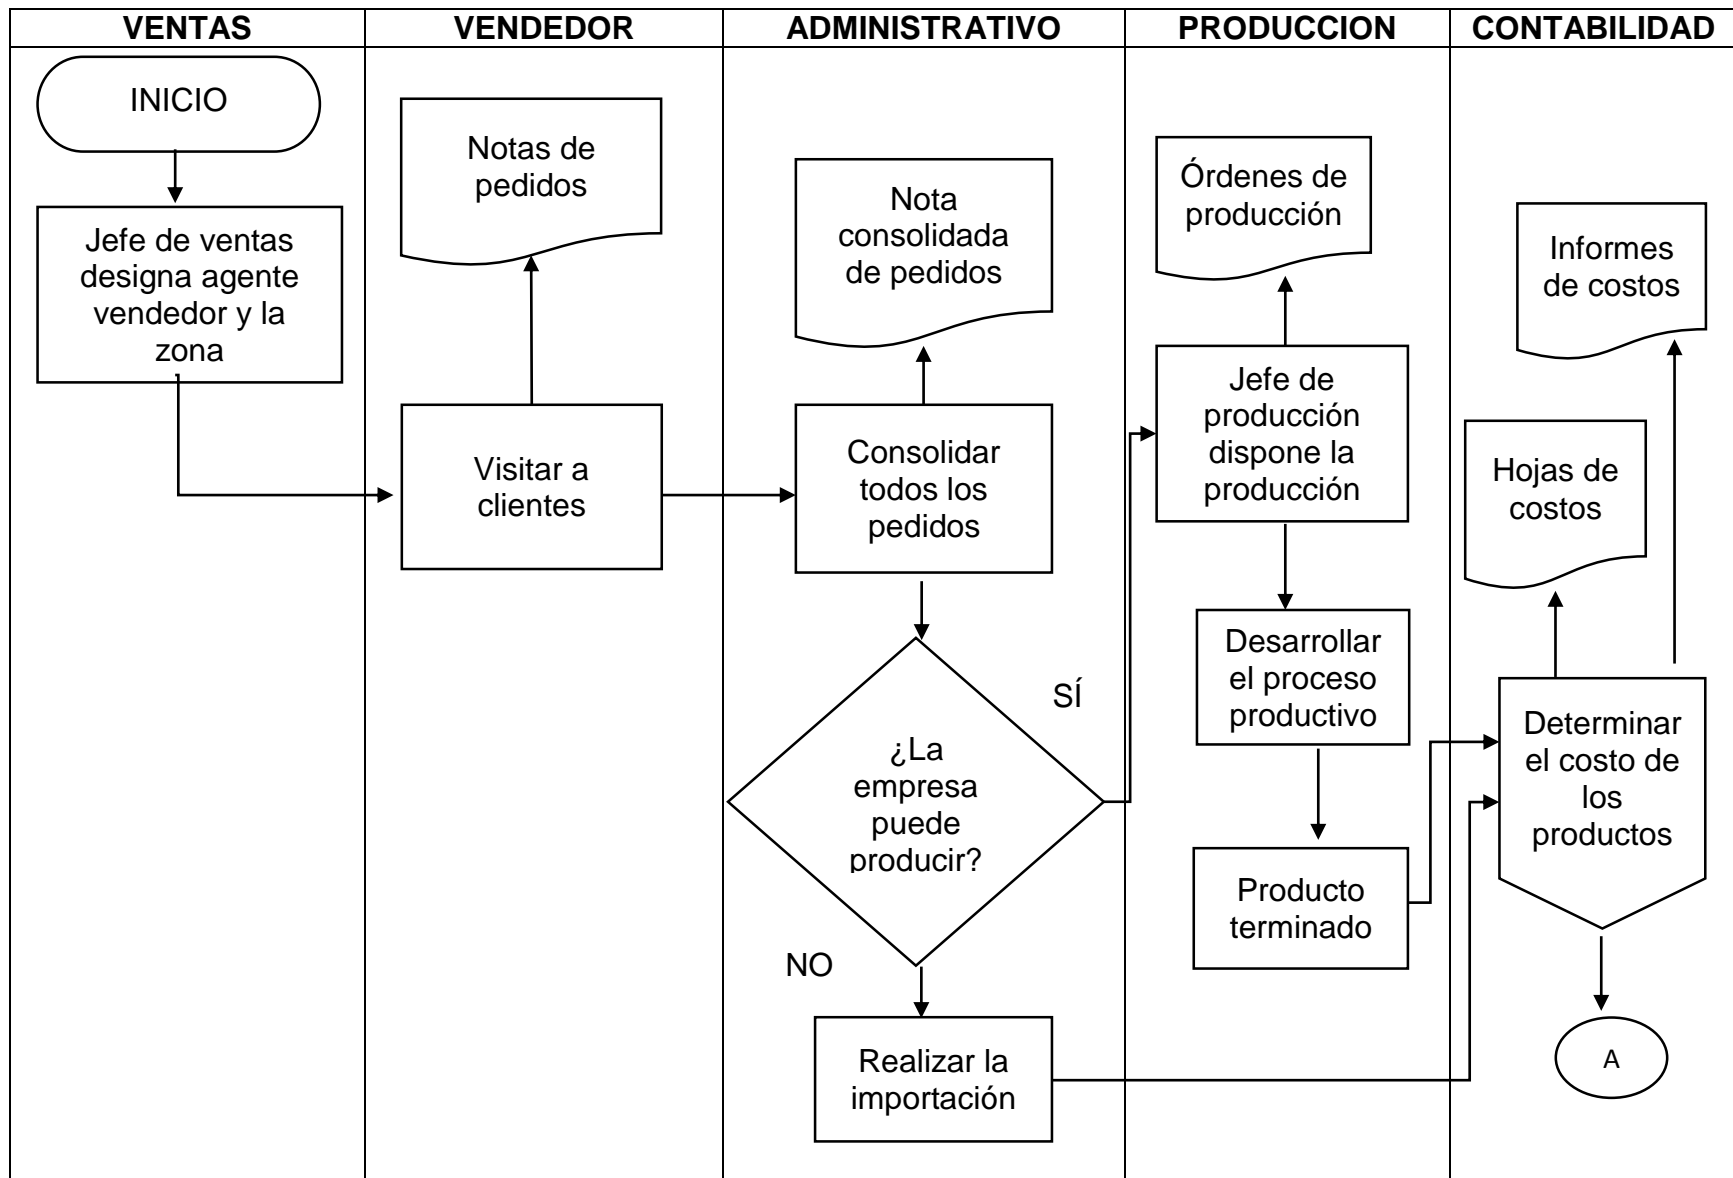 VENTAS
VENDEDOR
ADMINISTRATIVO
PRODUCCION
CONTABILIDAD
INICIO
Jefe de ventas
designa agente
vendedor y la
zona
Notas de
pedidos
Visitar a
clientes
Nota
consolidada
de pedidos
Consolidar
todos los
pedidos
¿La
empresa
puede
producir?
SÍ
NO
Realizar la
importación
Órdenes de
producción
Jefe de
producción
dispone la
producción
Desarrollar
el proceso
productivo
Producto
terminado
Informes
de costos
Hojas de
costos
Determinar
el costo de
los
productos
A